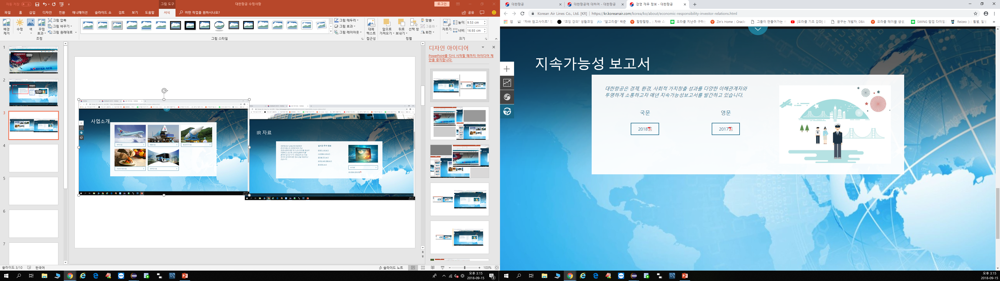 자동 저장
그림 도구
대한항공 수정사항
로그인
파일 홈 삽입 디자인 전환 애니메이션 슬라이드 쇼 검토 보기 도움말 서식 어떤 작업을 원하시나요? 공유
배경 제거
수정
색
꾸밈 효과
그림 압축
그림 바꾸기
그림 원래대로
조정
그림 스타일
그림 테두리
그림 효과
그림 레이아웃
대체 텍스트
접근성
앞으로 가져오기
뒤로 보내기
선택 창
맞춤
그룹화
회전
정렬
자르기
높이: 9.53 cm
너비: 16.93 cm
크기
1
2
3
4
5
6
7
KOREAN AIR
사업소개
IR 자료
실시간 주가 정보
디자인 아이디어
PowerPoint를 다시 시작할 때까지 아이디어 제
안을 중지합니다.
슬라이드 3/10 한국어
슬라이드 노트
103%
오후 3:15
2018-09-15
3
대한항공
대한항공에 대하여 - 대한항공
경영 재무 정보 - 대한항공
Korean Air Lines Co., Ltd. [KR] | https://kr.koreanair.com/korea/ko/about/economic-responsibility-investor-relations.html
앱
"자바 참고사이트"
"코딩 강의" 생활코딩
"알고리즘" 백준
랄랄랄랑... :: 자바
오라클 지난주 구하
Zin's Home :: Oracle
그들이 만들어가는
[오라클 기초 강좌]
꿈꾸는 개발자, DBA
오라클 테이블 생성
SWING 팝업 다이얼
Reizeo :) :: 월별,
지속가능성 보고서
대한항공은 경제, 환경, 사회적 가치창출 성과를 다양한 이해관계자와
투명하게 소통하고자 매년 지속가능성보고서를 발간하고 있습니다.
국문 영문
2018 2017
오후 3:15
2018-09-15